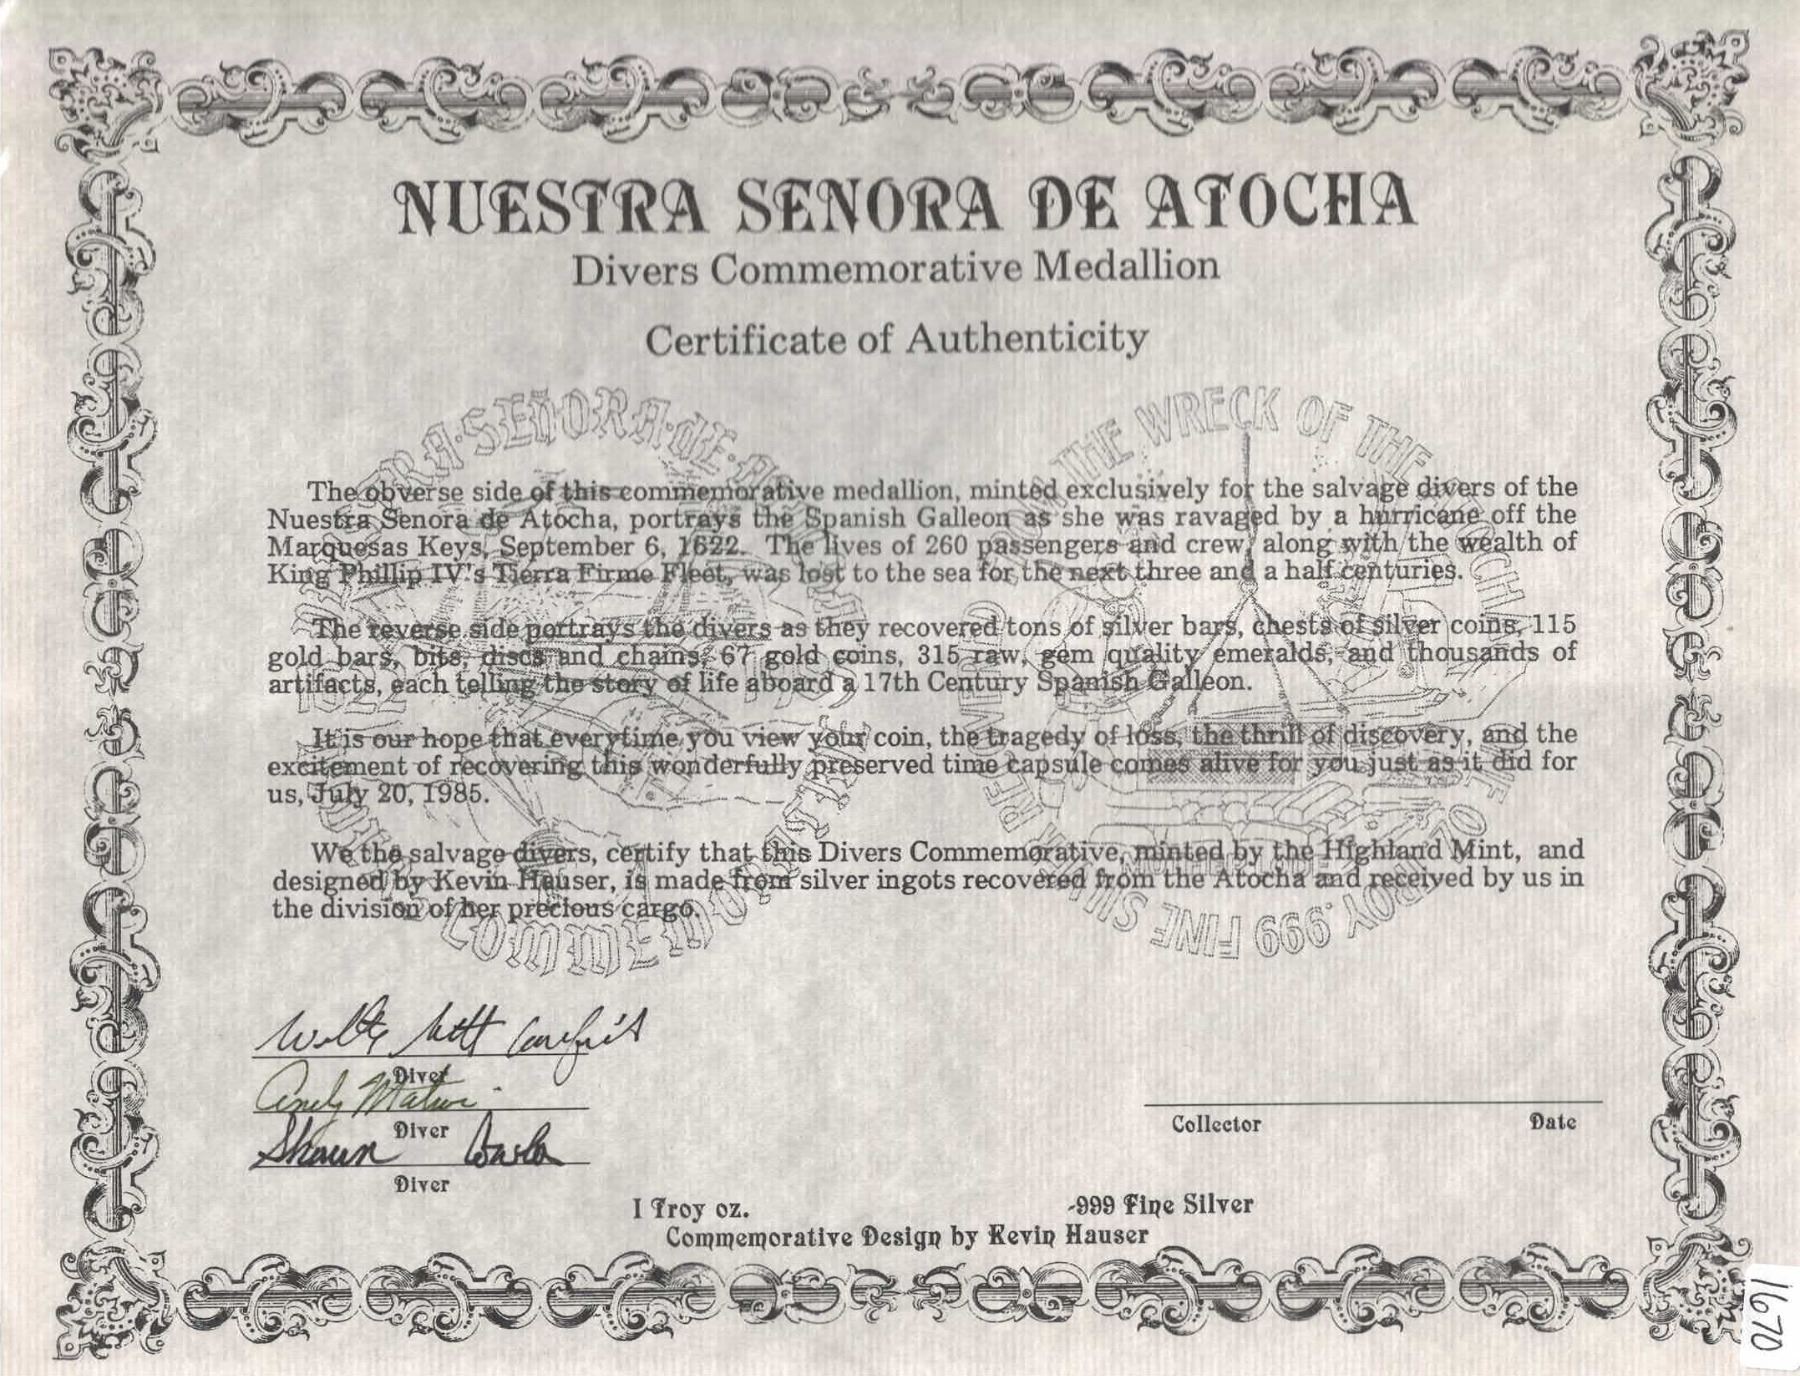 NUESTRA SENORA DE ATOCHA
Divers Commemorative Medallion
Certificate of Authenticity
The obverse side of this commemorative medallion, minted exclusively for the salvage divers of the
Nuestra Senora de Atocha, portrays the Spanish Galleon as she was ravaged by a hurricane off the
Marquesas Keys, September 6, 1622. The lives of 260 passengers and crew, along with the wealth of
King Phillip IV's Tierra Firme Fleet, was lost to the sea for the next three and a half centuries.
The reverse side portrays the divers as they recovered tons of silver bars, chests of silver coins, 115
gold bars, bits, discs and chains, 67 gold coins, 315 raw, gem quality emeralds, and thousands of
artifacts, each telling the story of life aboard a 17th Century Spanish Galleon.
It is our hope that everytime you view your coin, the tragedy of loss, the thrill of discovery, and the
excitement of recovering this wonderfully preserved time capsule comes alive for you just as it did for
us, July 20, 1985.
We the salvage divers, certify that this Divers Commemorative, minted by the Highland Mint, and
designed by Kevin Hauser, is made from silver ingots recovered from the Atocha and received by us in
the division of her precious cargo.
SEÑORA · dE
THE WRECK OF THE
.999 FINE
1622
Diver
Andy
Diver
Shaun
Diver
Collector Date
1 Troy oz. .999 Fine Silver
Commemorative Design by Kevin Hauser
1670